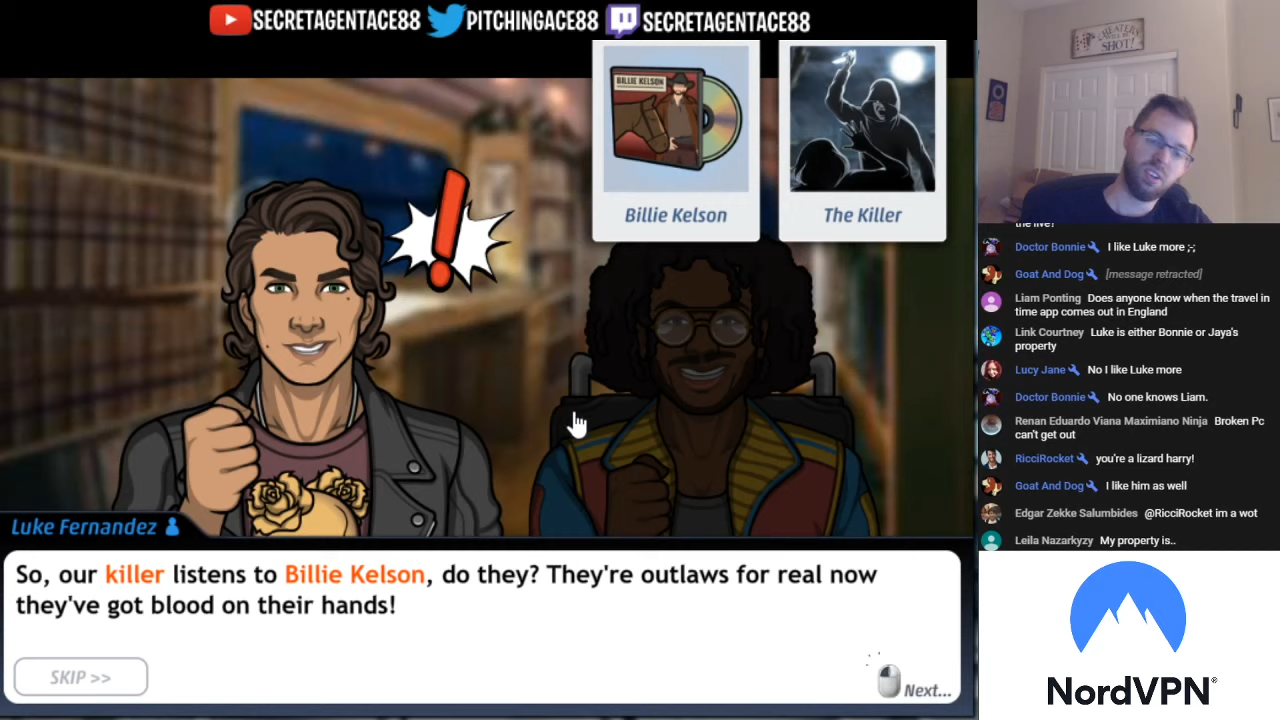 SECRETAGENTACE88 PITCHINGACE88 SECRETAGENTACE88
CHEATERS
WILL BE
SHOT!
BILLIE KELSON
Billie Kelson
The Killer
the live?
Doctor Bonnie I like Luke more ;-;
Goat And Dog [message retracted]
Liam Ponting Does anyone know when the travel in
time app comes out in England
Link Courtney Luke is either Bonnie or Jaya's
property
Lucy Jane No I like Luke more
Doctor Bonnie No one knows Liam.
Renan Eduardo Viana Maximiano Ninja Broken Pc
can't get out
RicciRocket you're a lizard harry!
Goat And Dog I like him as well
Edgar Zekke Salumbides @RicciRocket im a wot
Leila Nazarkyzy My property is..
Luke Fernandez
So, our killer listens to Billie Kelson, do they? They're outlaws for real now
they've got blood on their hands!
SKIP >>
Next...
NordVPN®